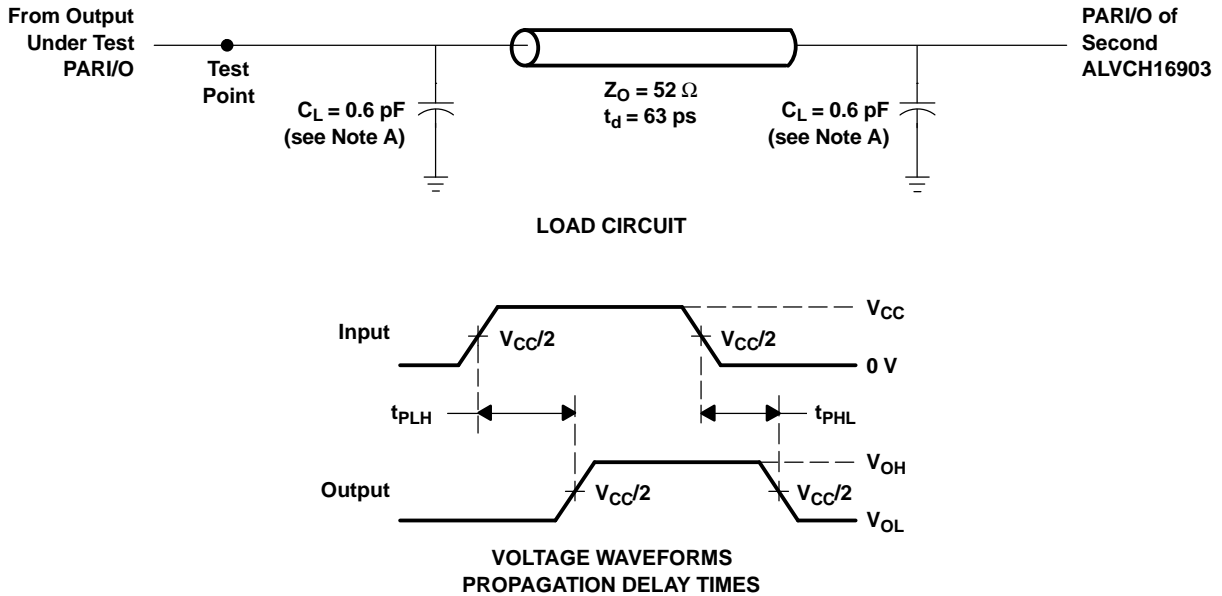 From Output
Under Test
PARI/O
Test
Point
C_L = 0.6 pF
(see Note A)
Z_O = 52 Ω
t_d = 63 ps
C_L = 0.6 pF
(see Note A)
PARI/O of
Second
ALVCH16903
LOAD CIRCUIT
Input
V_CC/2
V_CC/2
V_CC
0 V
t_PLH
t_PHL
Output
V_CC/2
V_CC/2
V_OH
V_OL
VOLTAGE WAVEFORMS
PROPAGATION DELAY TIMES